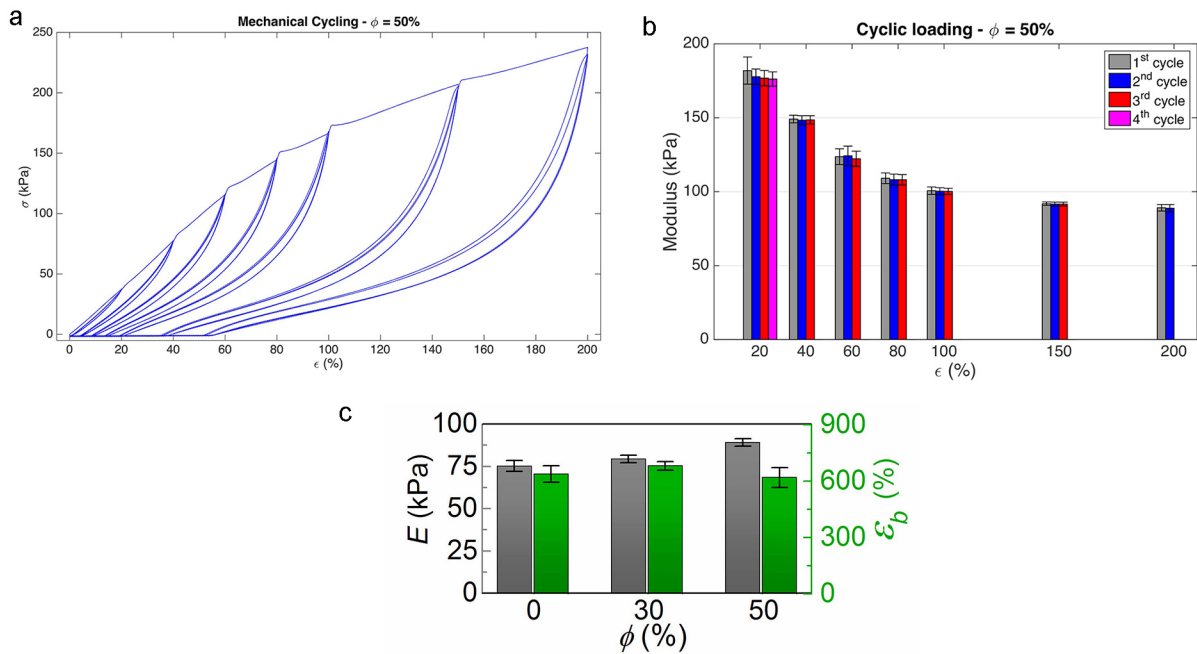 a
Mechanical Cycling - ϕ = 50%
250
200
150
100
50
0
σ (kPa)
0 20 40 60 80 100 120 140 160 180 200
ϵ (%)
b
Cyclic loading - ϕ = 50%
200
150
100
50
0
Modulus (kPa)
1st cycle
2nd cycle
3rd cycle
4th cycle
20 40 60 80 100 150 200
ϵ (%)
c
100
75
50
25
0
E (kPa)
900
600
300
0
εb (%)
0 30 50
ϕ (%)